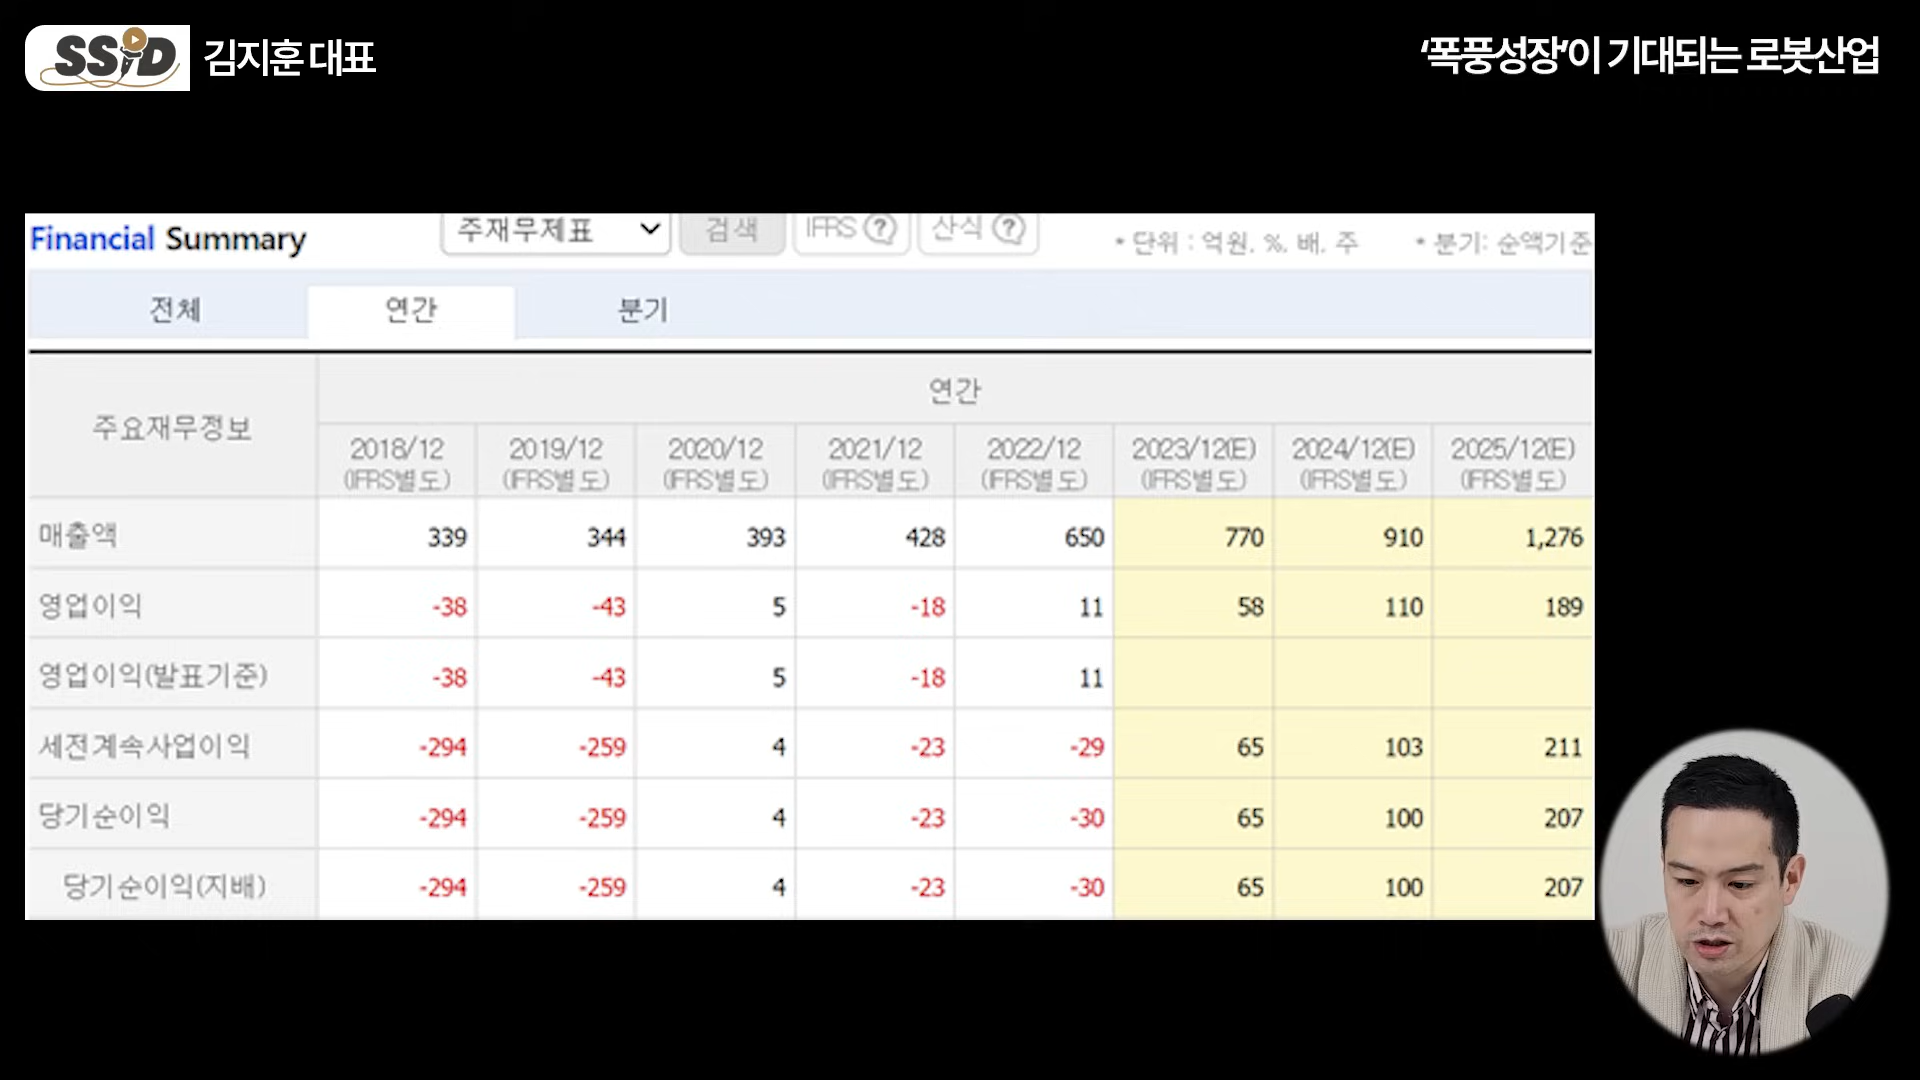 SSiD 김지훈 대표
‘폭풍성장’이 기대되는 로봇산업
Financial Summary 주재무제표 검색 IFRS ? 산식 ? * 단위 : 억원, %, 배, 주 * 분기: 순액기준
전체 연간 분기
주요재무정보 연간
2018/12 2019/12 2020/12 2021/12 2022/12 2023/12(E) 2024/12(E) 2025/12(E)
(IFRS별도) (IFRS별도) (IFRS별도) (IFRS별도) (IFRS별도) (IFRS별도) (IFRS별도) (IFRS별도)
매출액 339 344 393 428 650 770 910 1,276
영업이익 -38 -43 5 -18 11 58 110 189
영업이익(발표기준) -38 -43 5 -18 11
세전계속사업이익 -294 -259 4 -23 -29 65 103 211
당기순이익 -294 -259 4 -23 -30 65 100 207
당기순이익(지배) -294 -259 4 -23 -30 65 100 207